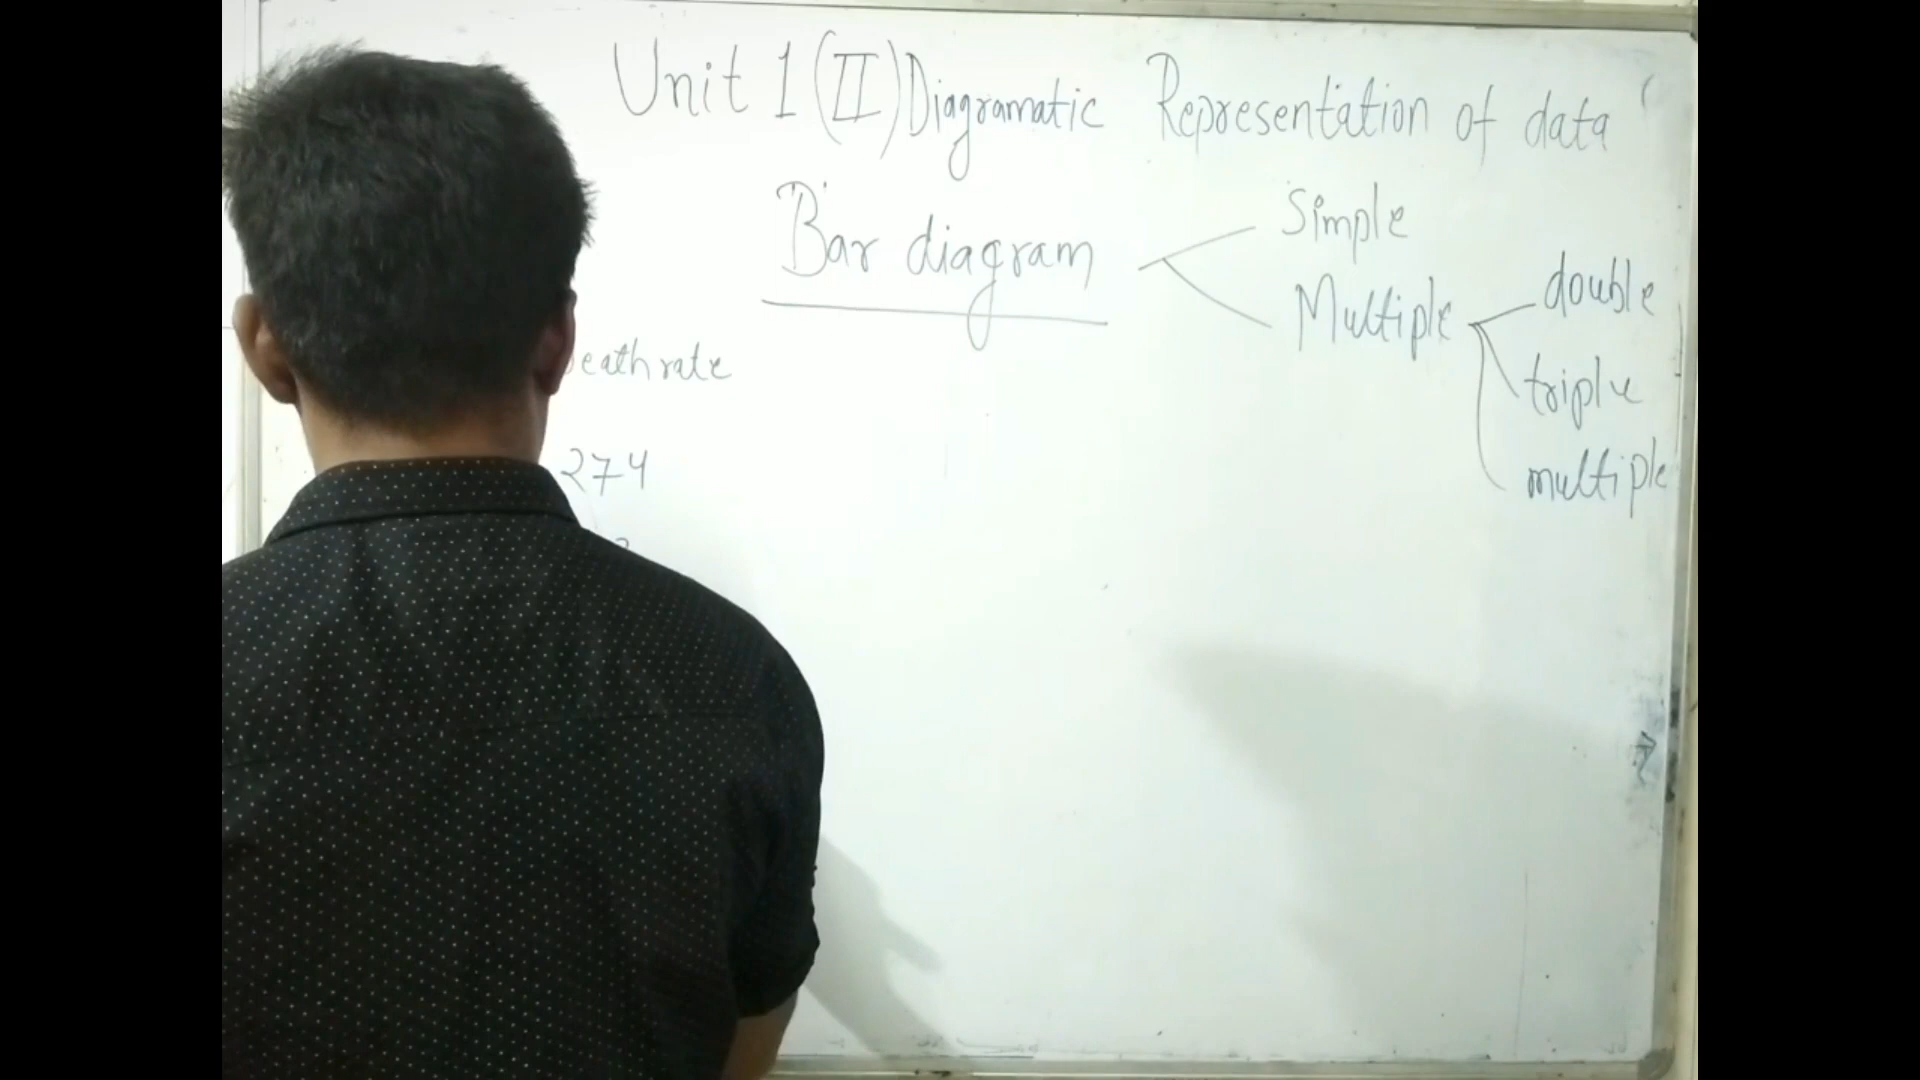 Unit 1 (II) Diagramatic Representation of data (
Bar diagram
Simple
Multiple
double
triple
multiple
eath rate
274